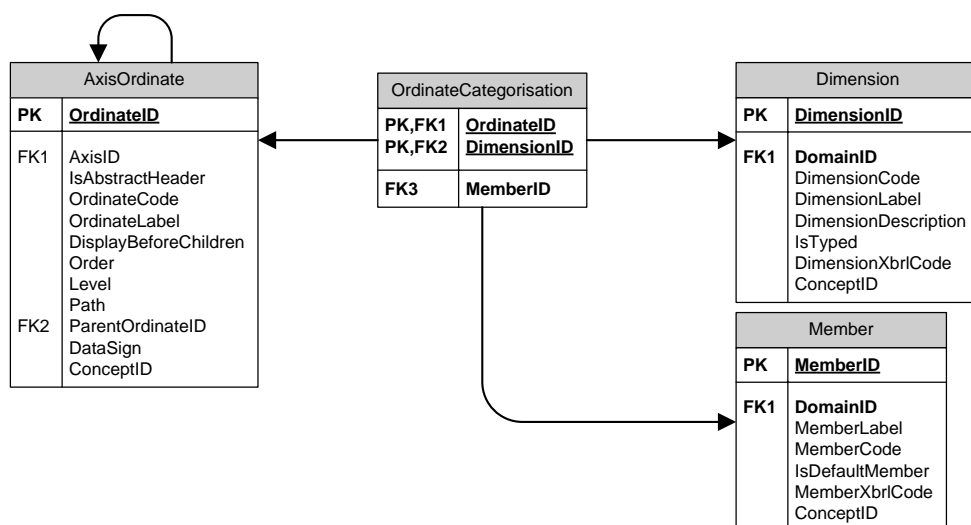 AxisOrdinate
PK OrdinateID
FK1 AxisID
IsAbstractHeader
OrdinateCode
OrdinateLabel
DisplayBeforeChildren
Order
Level
Path
FK2 ParentOrdinateID
DataSign
ConceptID
OrdinateCategorisation
PK,FK1 OrdinateID
PK,FK2 DimensionID
FK3 MemberID
Dimension
PK DimensionID
FK1 DomainID
DimensionCode
DimensionLabel
DimensionDescription
IsTyped
DimensionXbrlCode
ConceptID
Member
PK MemberID
FK1 DomainID
MemberLabel
MemberCode
IsDefaultMember
MemberXbrlCode
ConceptID